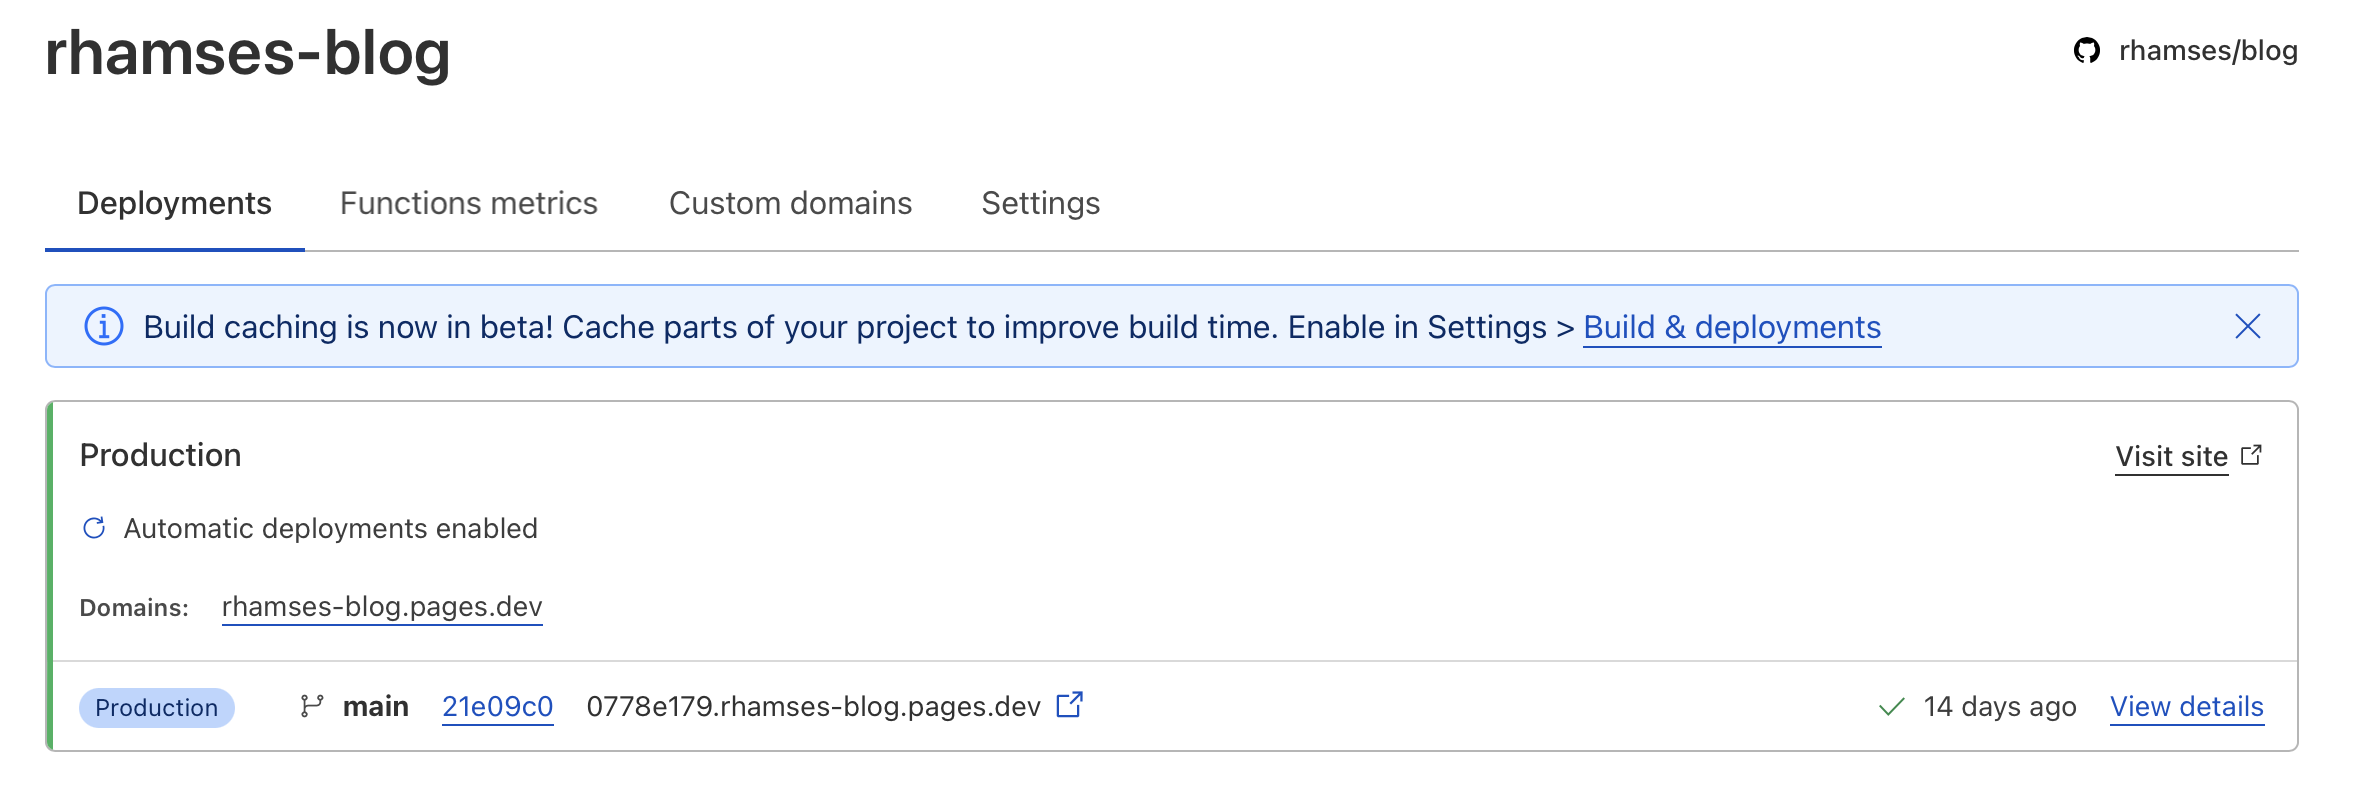 rhamses-blog
rhamses/blog
Deployments Functions metrics Custom domains Settings
Build caching is now in beta! Cache parts of your project to improve build time. Enable in Settings > Build & deployments
Production
Visit site
Automatic deployments enabled
Domains: rhamses-blog.pages.dev
Production main 21e09c0 0778e179.rhamses-blog.pages.dev 14 days ago View details